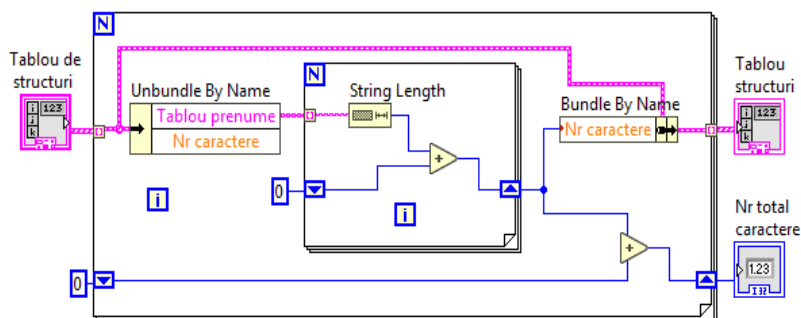 N
Tablou de
structuri
i
j
k
123
Unbundle By Name
Tablou prenume
Nr caractere
N
String Length
+
0
i
i
Bundle By Name
Nr caractere
Tablou
structuri
i
j
k
123
+
0
Nr total
caractere
1.23
I32